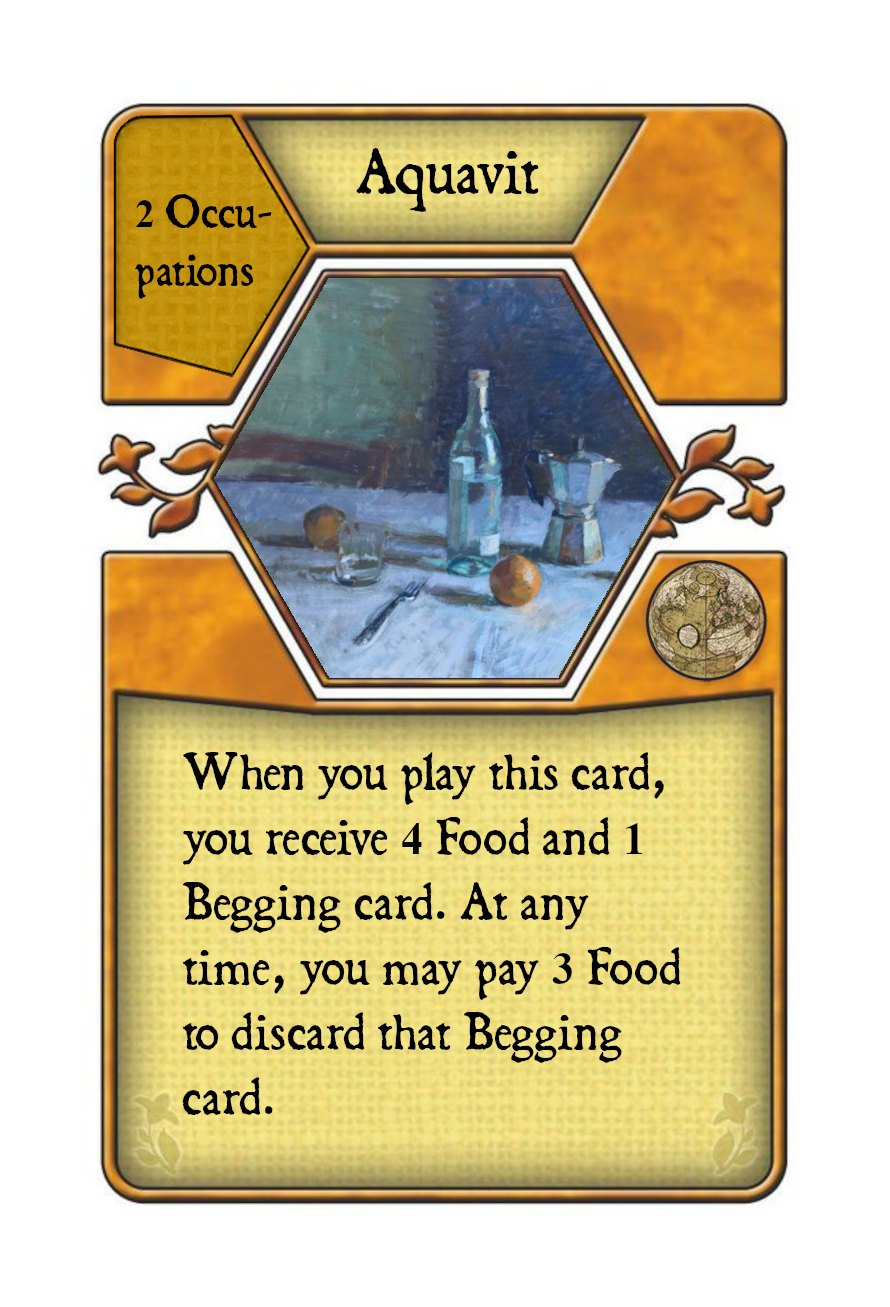 Aquavit
2 Occu-
pations
When you play this card,
you receive 4 Food and 1
Begging card. At any
time, you may pay 3 Food
to discard that Begging
card.